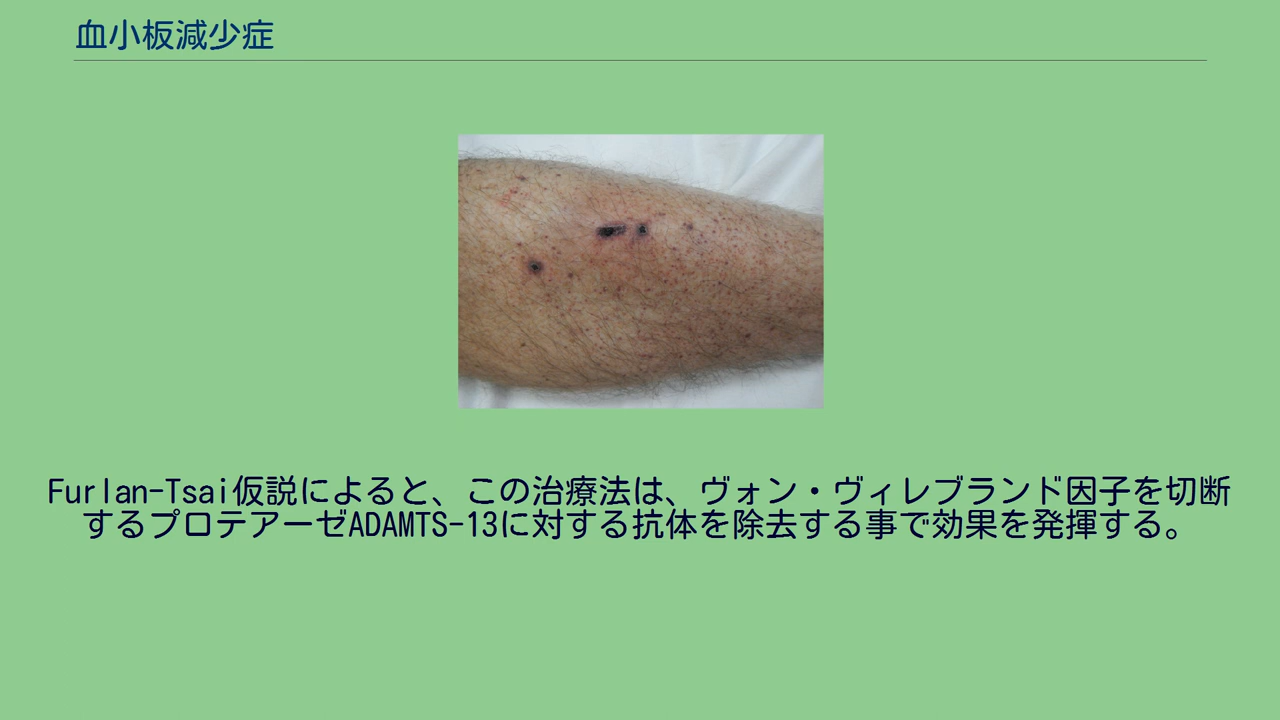 血小板減少症
Furlan-Tsai仮説によると、この治療法は、ヴォン・ヴィレブランド因子を切断
するプロテアーゼADAMTS-13に対する抗体を除去する事で効果を発揮する。